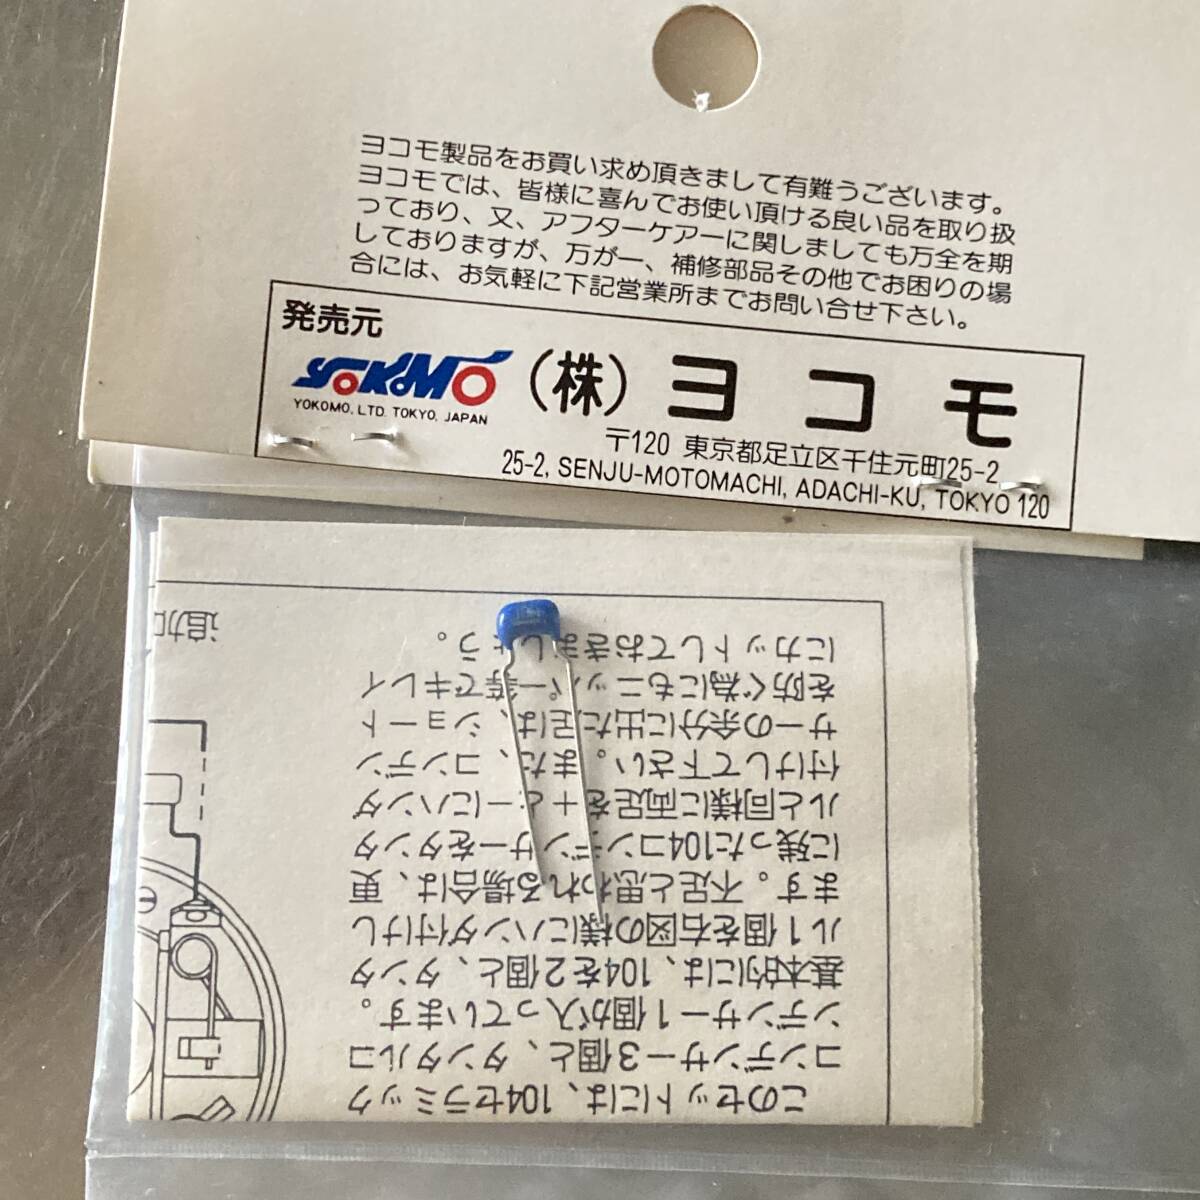 ヨコモ製品をお買い求め頂きまして有難うございます。
ヨコモでは、皆様に喜んでお使い頂ける良い品を取り扱
っており、又、アフターケアーに関しましても万全を期
しておりますが、万が一、補修部品その他でお困りの場
合には、お気軽に下記営業所までお問い合せ下さい。
発売元
YOKOMO
YOKOMO. LTD. TOKYO. JAPAN
(株) ヨコモ
〒120 東京都足立区千住元町25-2
25-2, SENJU-MOTOMACHI, ADACHI-KU, TOKYO 120
このセットには、104セラミック
コンデンサー3個と、タンタルコ
ンデンサー1個が入っています。
基本的には、104を2個と、タンタ
ル1個を右図の様にハンダ付けし
ます。不足と思われる場合は、更
に残った104コンデンサーをタンタ
ルと同様に両足を+と−にハンダ
付けして下さい。また、コンデン
サーの余分に出た足は、ショート
を防ぐ為にもニッパー等でキレイ
にカットしておきましょう。
追加